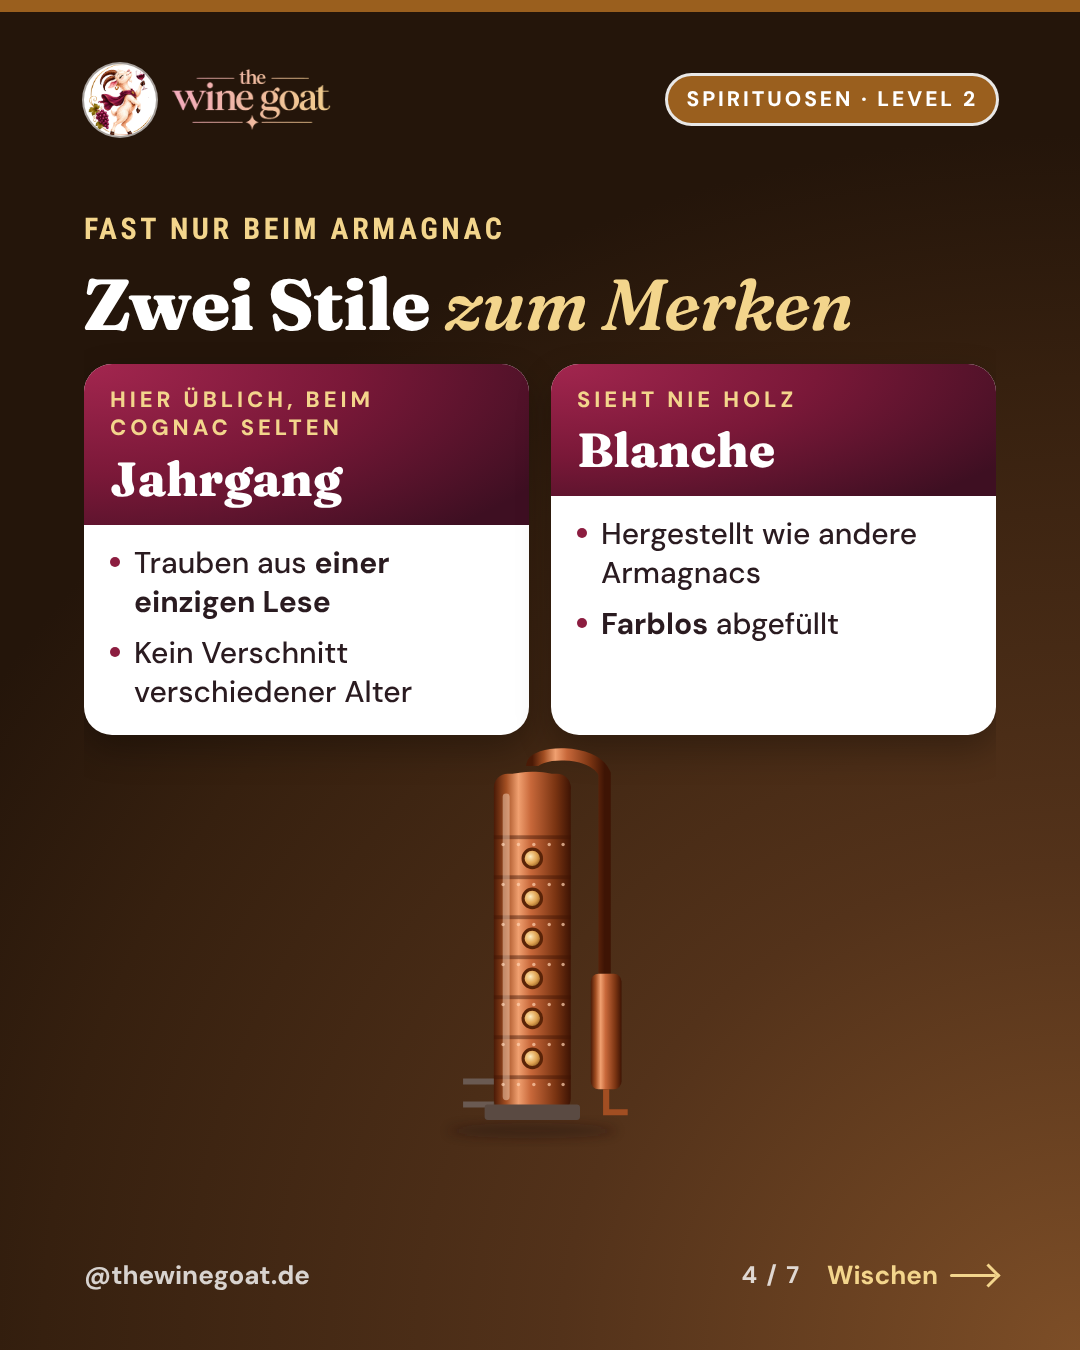 the
wine goat
SPIRITUOSEN · LEVEL 2
FAST NUR BEIM ARMAGNAC
Zwei Stile zum Merken
HIER ÜBLICH, BEIM
COGNAC SELTEN
Jahrgang
• Trauben aus einer
einzigen Lese
• Kein Verschnitt
verschiedener Alter
SIEHT NIE HOLZ
Blanche
• Hergestellt wie andere
Armagnacs
• Farblos abgefüllt
@thewinegoat.de
4 / 7 Wischen